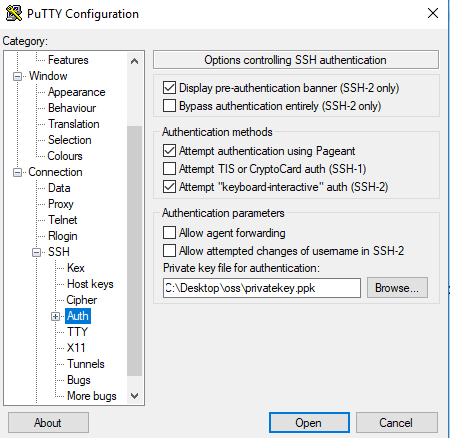 PuTTY Configuration
Category:
Features
Window
Appearance
Behaviour
Translation
Selection
Colours
Connection
Data
Proxy
Telnet
Rlogin
SSH
Kex
Host keys
Cipher
Auth
TTY
X11
Tunnels
Bugs
More bugs
Options controlling SSH authentication
Display pre-authentication banner (SSH-2 only)
Bypass authentication entirely (SSH-2 only)
Authentication methods
Attempt authentication using Pageant
Attempt TIS or CryptoCard auth (SSH-1)
Attempt "keyboard-interactive" auth (SSH-2)
Authentication parameters
Allow agent forwarding
Allow attempted changes of username in SSH-2
Private key file for authentication:
C:\Desktop\oss\privatekey.ppk
Browse...
About
Open
Cancel